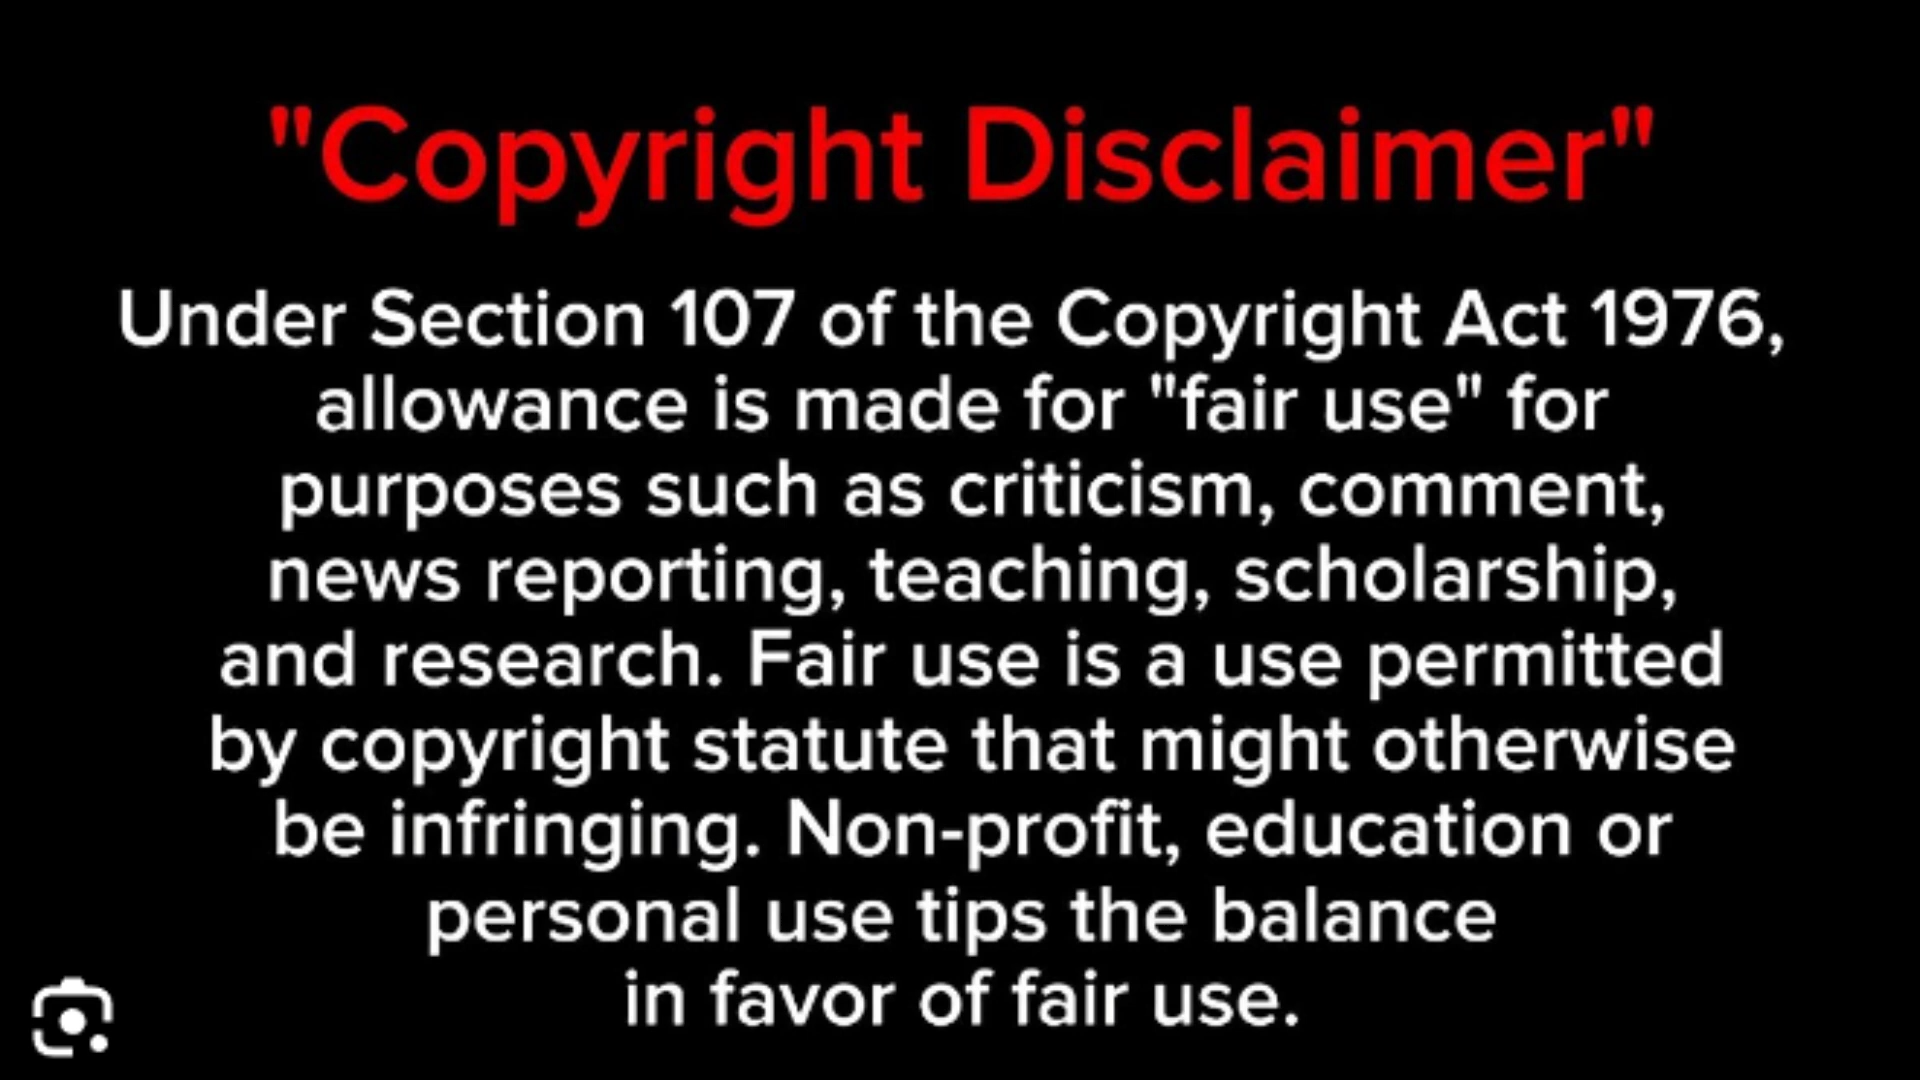 "Copyright Disclaimer"
Under Section 107 of the Copyright Act 1976,
allowance is made for "fair use" for
purposes such as criticism, comment,
news reporting, teaching, scholarship,
and research. Fair use is a use permitted
by copyright statute that might otherwise
be infringing. Non-profit, education or
personal use tips the balance
in favor of fair use.